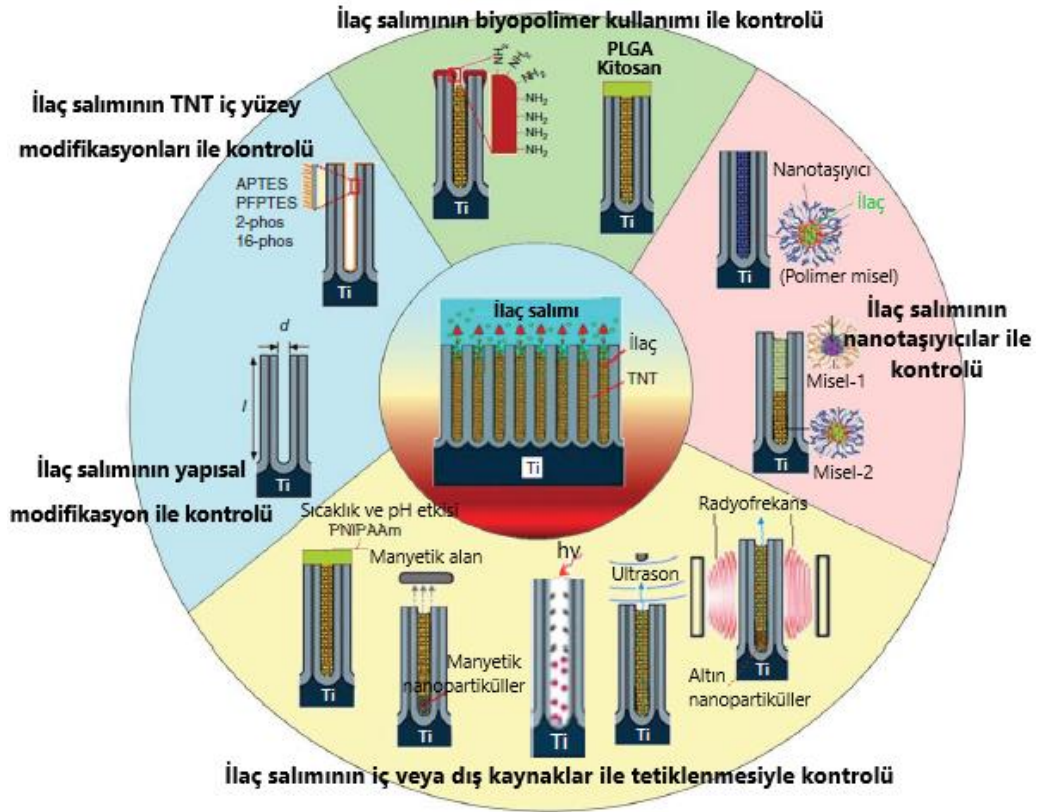 İlaç salımının biyopolimer kullanımı ile kontrolü
NH2
NH2
NH2
NH2
NH2
NH2
NH2
NH2
Ti
PLGA
Kitosan
Ti
İlaç salımının TNT iç yüzey
modifikasyonları ile kontrolü
APTES
PFPTES
2-phos
16-phos
Ti
Nanotaşıyıcı
İlaç
(Polimer misel)
Ti
İlaç salımının
nanotaşıyıcılar ile
kontrolü
Misel-1
Misel-2
Ti
İlaç salımı
İlaç
TNT
Ti
d
l
Ti
İlaç salımının yapısal
modifikasyon ile kontrolü
Sıcaklık ve pH etkisi
PNIPAAm
Ti
Manyetik alan
Manyetik
nanopartiküller
Ti
hv
Ti
Ultrason
Ti
Radyofrekans
Altın
nanopartiküller
Ti
İlaç salımının iç veya dış kaynaklar ile tetiklenmesiyle kontrolü